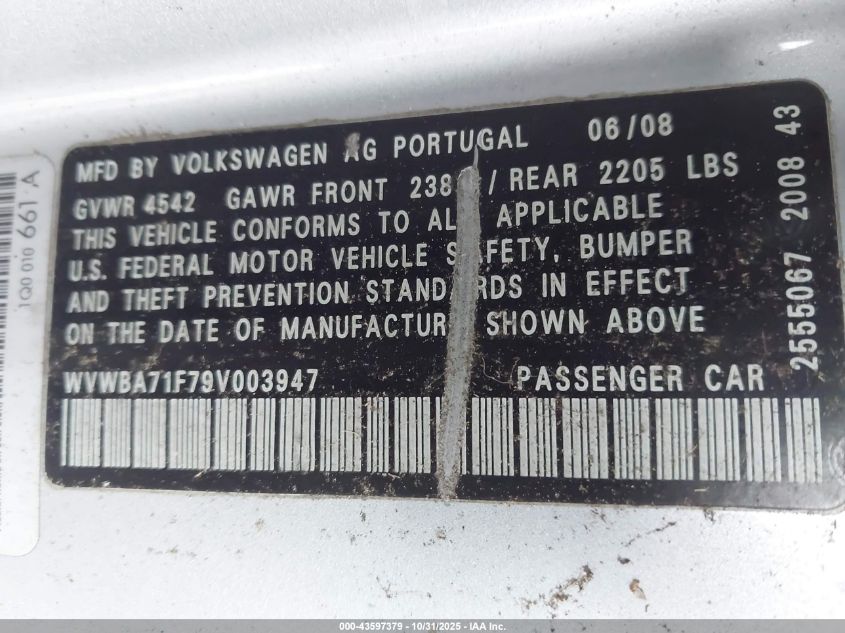 MFD BY VOLKSWAGEN AG PORTUGAL 06/08
GVWR 4542 GAWR FRONT 238 / REAR 2205 LBS
THIS VEHICLE CONFORMS TO ALL APPLICABLE
U.S. FEDERAL MOTOR VEHICLE SAFETY, BUMPER
AND THEFT PREVENTION STANDARDS IN EFFECT
ON THE DATE OF MANUFACTURE SHOWN ABOVE
WVWBA71F79V003947 PASSENGER CAR
2555067 2008 43
1Q0 010 661 A
000-43597379 - 10/31/2025 - IAA Inc.